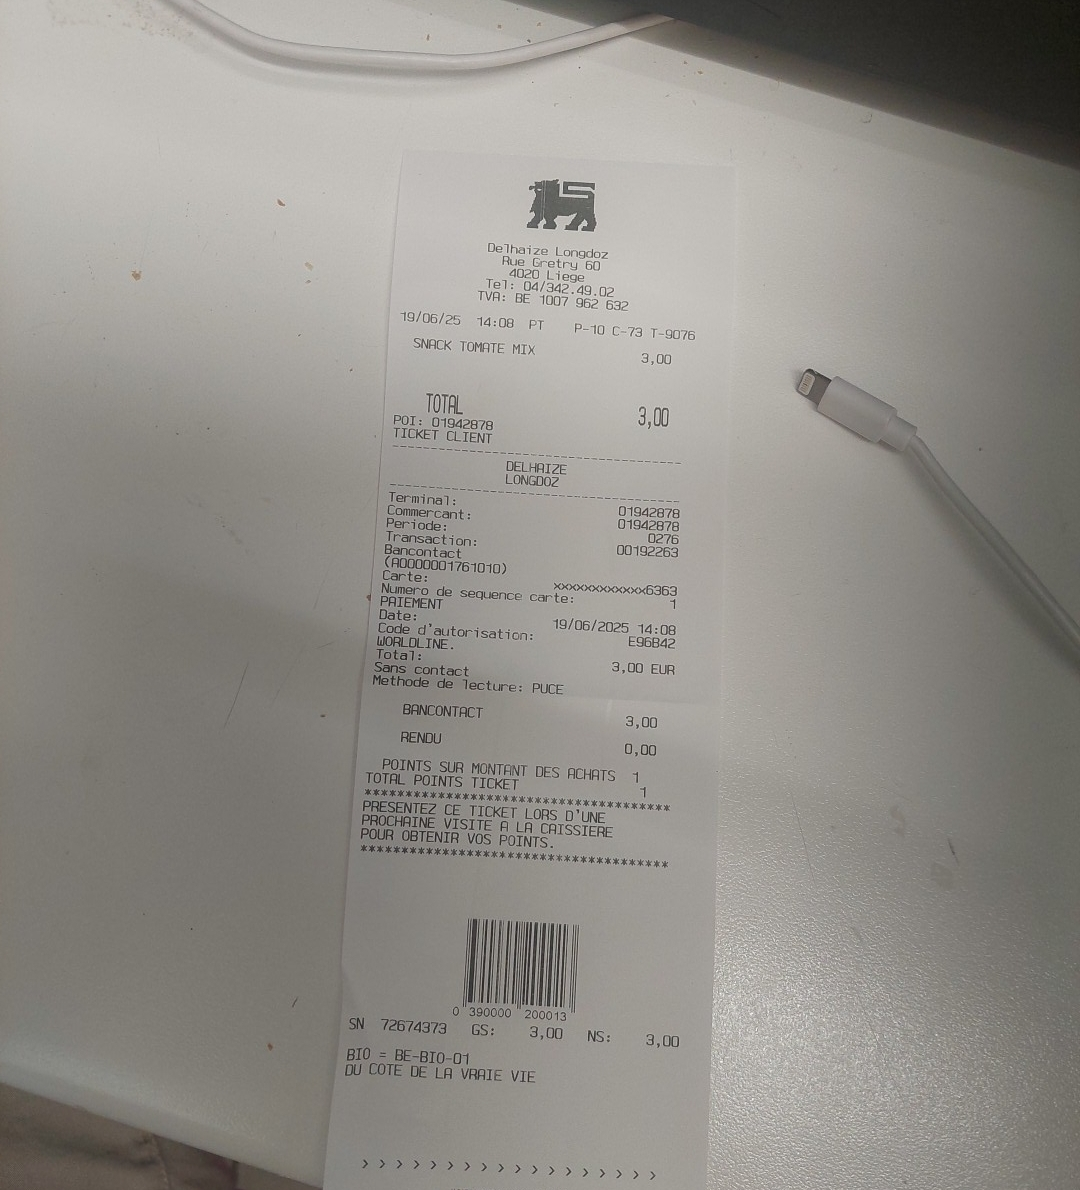 Delhaize Longdoz
Rue Gretry 60
4020 Liege
Tel: 04/342.49.02
TVA: BE 1007 962 632
19/06/25 14:08 PT P-10 C-73 T-9076
SNACK TOMATE MIX 3,00
TOTAL 3,00
POI: 01942878
TICKET CLIENT
DELHAIZE
LONGDOZ
Terminal: 01942878
Commercant: 01942878
Periode: 0276
Transaction: 00192263
Bancontact
(A0000001761010)
Carte: xxxxxxxxxxxxx6363
Numero de sequence carte: 1
PAIEMENT
Date: 19/06/2025 14:08
Code d'autorisation: E96B42
WORLDLINE.
Total: 3,00 EUR
Sans contact
Methode de lecture: PUCE
BANCONTACT 3,00
RENDU 0,00
POINTS SUR MONTANT DES ACHATS 1
TOTAL POINTS TICKET 1
**************************************
PRESENTEZ CE TICKET LORS D'UNE
PROCHAINE VISITE A LA CAISSIERE
POUR OBTENIR VOS POINTS.
**************************************
0 390000 200013
SN 72674373 GS: 3,00 NS: 3,00
BIO = BE-BIO-01
DU COTE DE LA VRAIE VIE
> > > > > > > > > > > > > > > > > >